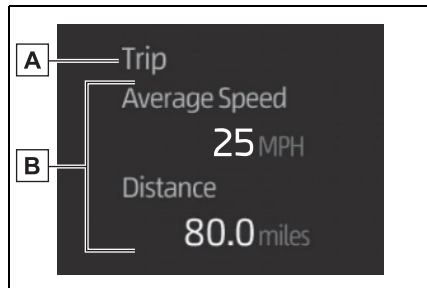 A
Trip
Average Speed
25 MPH
B
Distance
80.0 miles